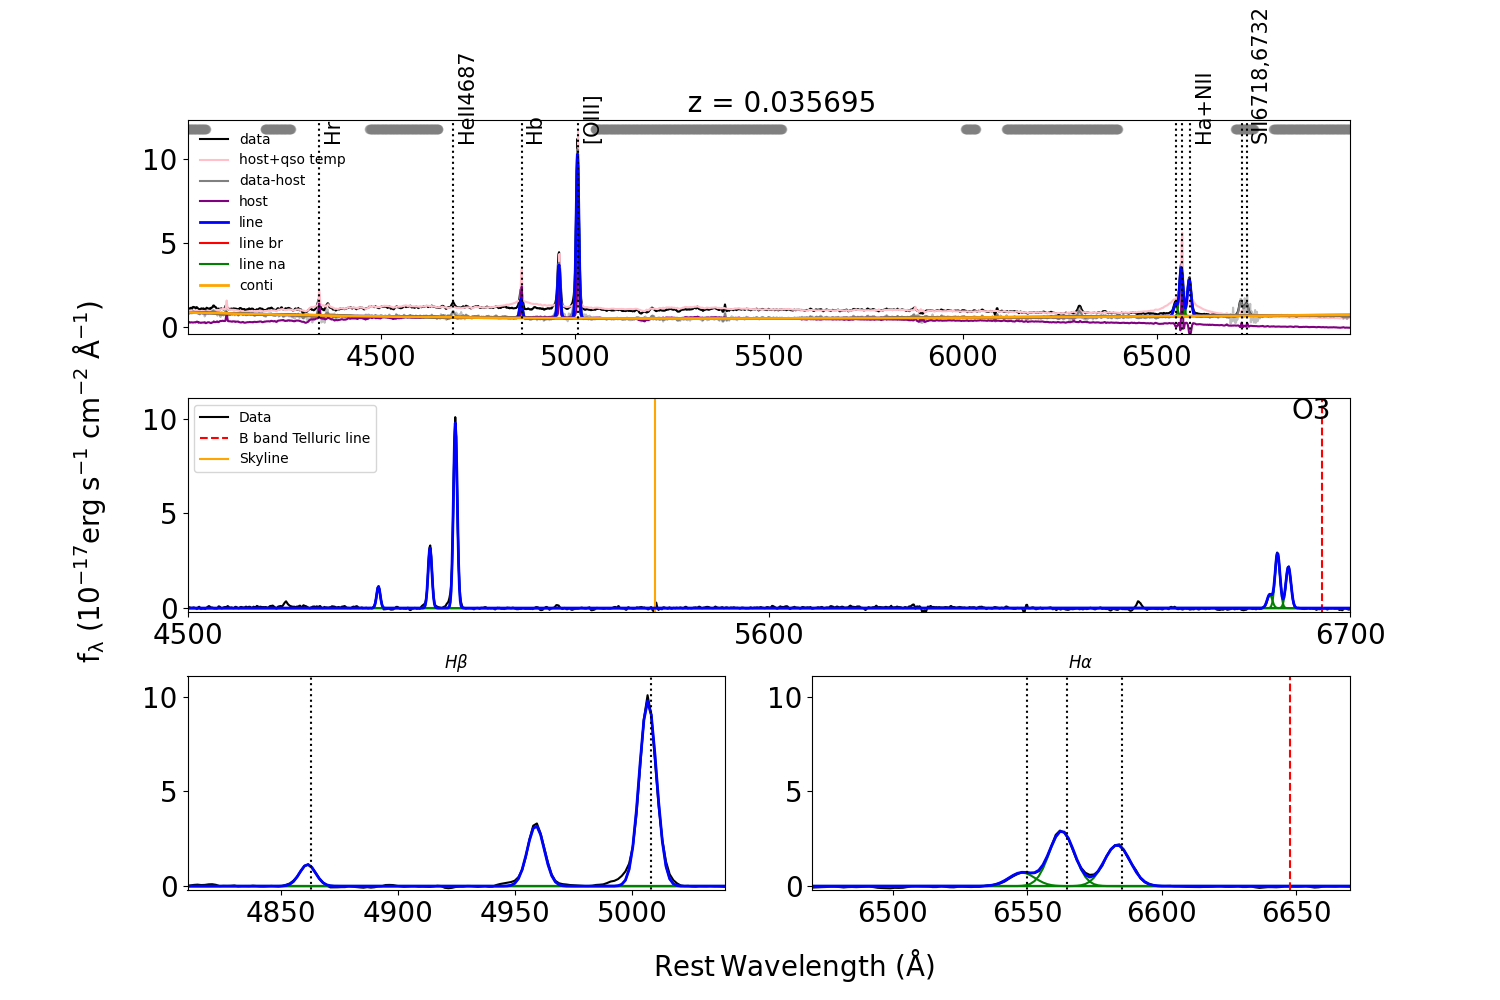 z = 0.035695
Hr
HeII4687
Hb
[OIII]
Ha+NII
SII6718,6732
data
host+qso temp
data-host
host
line
line br
line na
conti
10
5
0
4500 5000 5500 6000 6500
f_λ (10^−17 erg s^−1 cm^−2 Å^−1)
O3
Data
B band Telluric line
Skyline
10
5
0
4500 5600 6700
Hβ
10
5
0
4850 4900 4950 5000
Hα
10
5
0
6500 6550 6600 6650
Rest Wavelength (Å)